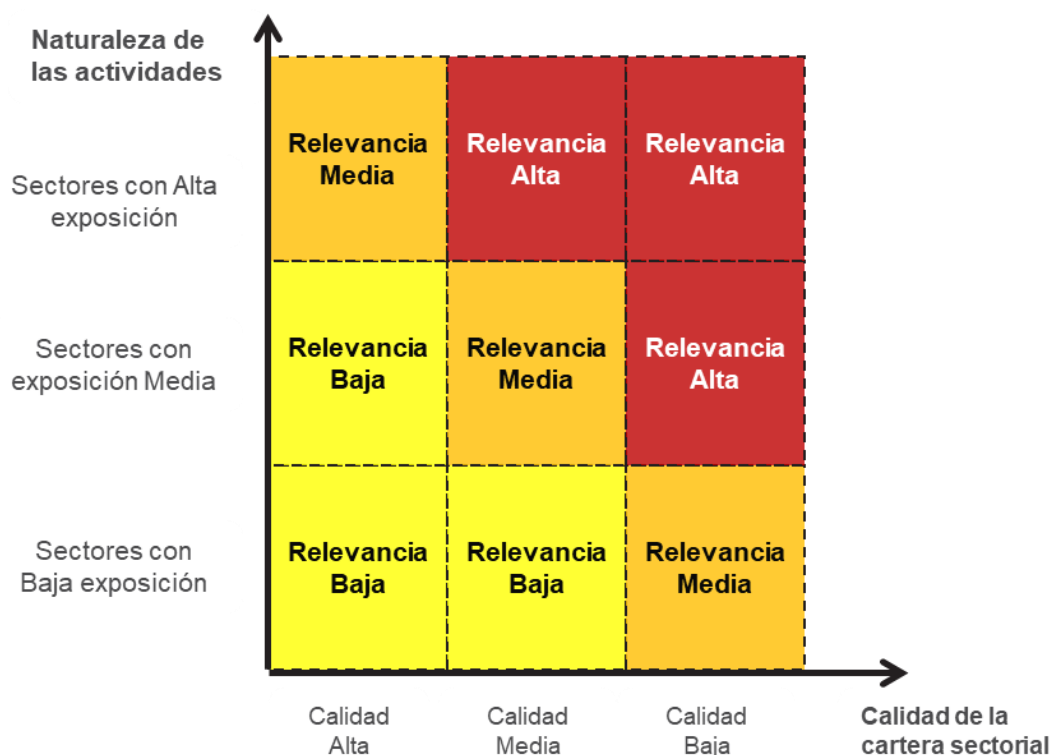 Naturaleza de
las actividades
Relevancia
Media
Relevancia
Alta
Relevancia
Alta
Sectores con Alta
exposición
Relevancia
Baja
Relevancia
Media
Relevancia
Alta
Sectores con
exposición Media
Relevancia
Baja
Relevancia
Baja
Relevancia
Media
Sectores con
Baja exposición
Calidad
Alta
Calidad
Media
Calidad
Baja
Calidad de la
cartera sectorial